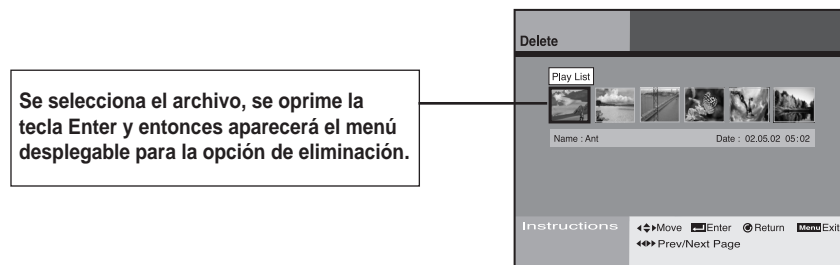 Se selecciona el archivo, se oprime la
tecla Enter y entonces aparecerá el menú
desplegable para la opción de eliminación.
Delete
Play List
Name : Ant Date : 02.05.02 05:02
Instructions Move Enter Return Menu Exit
Prev/Next Page